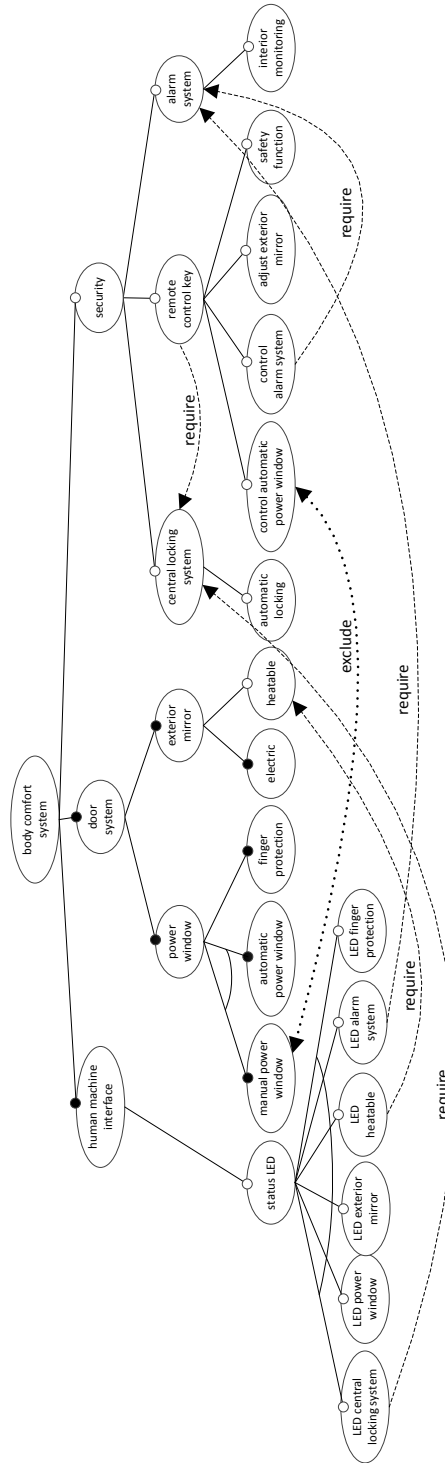 body comfort
system
human machine
interface
door
system
security
power
window
exterior
mirror
central locking
system
remote
control key
alarm
system
require
status LED
manual power
window
automatic
power window
finger
protection
electric
heatable
automatic
locking
control automatic
power window
control
alarm system
adjust exterior
mirror
safety
function
interior
monitoring
exclude
require
LED central
locking system
LED power
window
LED exterior
mirror
LED
heatable
LED alarm
system
LED finger
protection
require
require
require